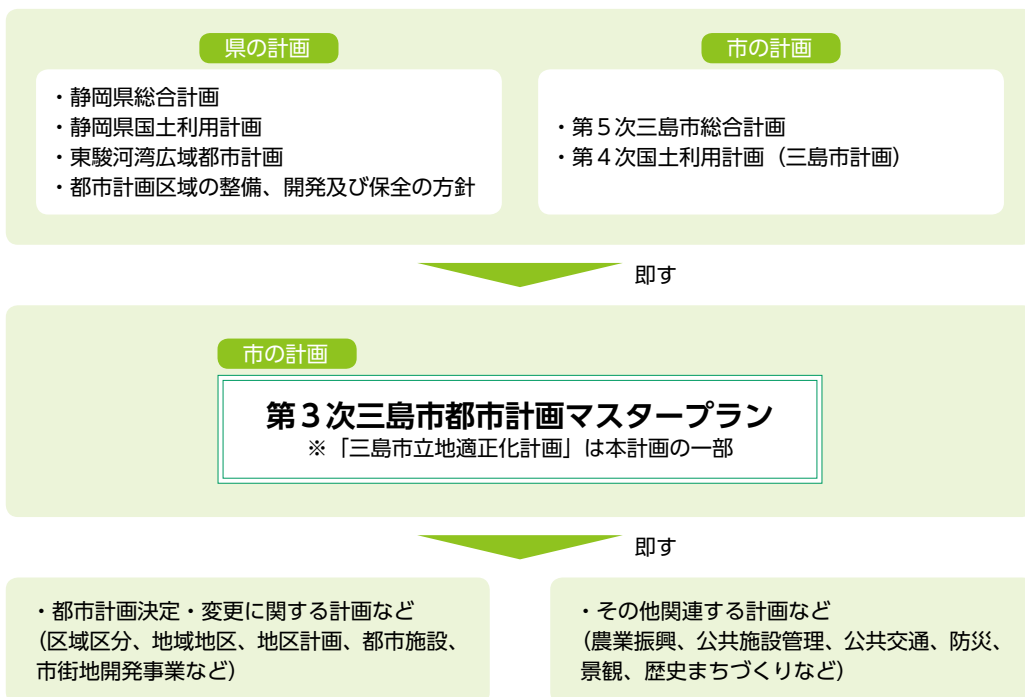 県の計画
・静岡県総合計画
・静岡県国土利用計画
・東駿河湾広域都市計画
・都市計画区域の整備、開発及び保全の方針
市の計画
・第５次三島市総合計画
・第４次国土利用計画（三島市計画）
即す
市の計画
第３次三島市都市計画マスタープラン
※「三島市立地適正化計画」は本計画の一部
即す
・都市計画決定・変更に関する計画など
（区域区分、地域地区、地区計画、都市施設、
市街地開発事業など）
・その他関連する計画など
（農業振興、公共施設管理、公共交通、防災、
景観、歴史まちづくりなど）